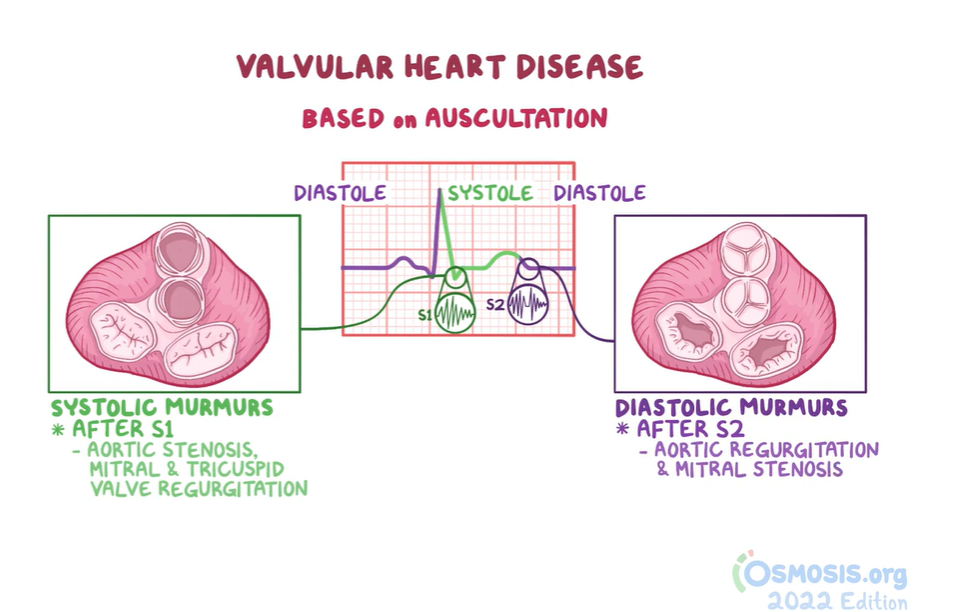 VALVULAR HEART DISEASE
BASED on AUSCULTATION
DIASTOLE SYSTOLE DIASTOLE
S1 S2
SYSTOLIC MURMURS
* AFTER S1
- AORTIC STENOSIS,
MITRAL & TRICUSPID
VALVE REGURGITATION
DIASTOLIC MURMURS
* AFTER S2
- AORTIC REGURGITATION
& MITRAL STENOSIS
OSMOSIS.org
2022 Edition